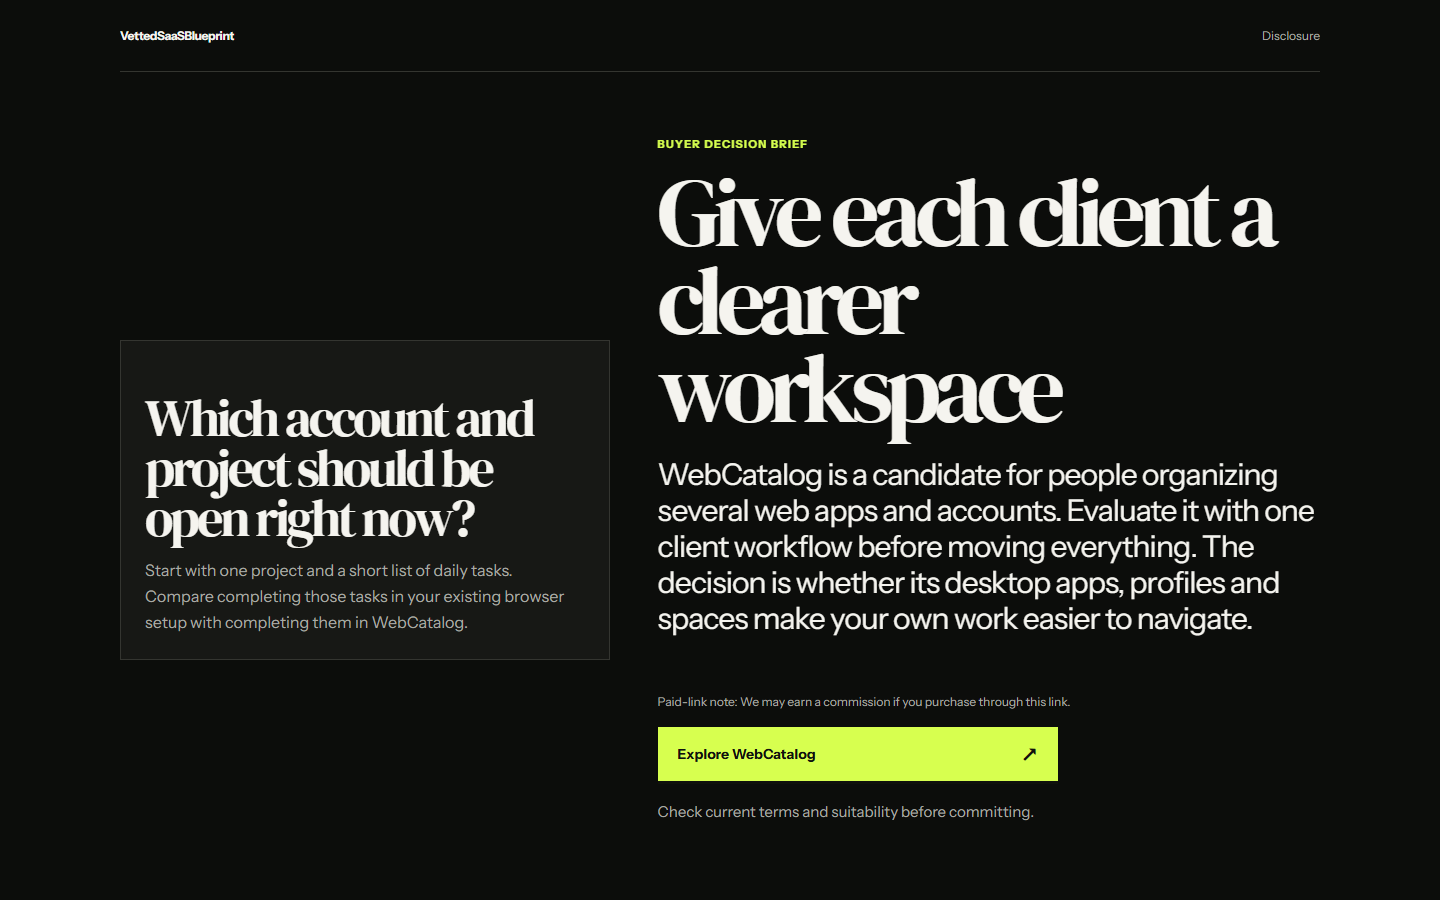 VettedSaaSBlueprint
Disclosure
BUYER DECISION BRIEF
Give each client a
clearer
workspace
WebCatalog is a candidate for people organizing
several web apps and accounts. Evaluate it with one
client workflow before moving everything. The
decision is whether its desktop apps, profiles and
spaces make your own work easier to navigate.
Paid-link note: We may earn a commission if you purchase through this link.
Explore WebCatalog ↗
Check current terms and suitability before committing.
Which account and
project should be
open right now?
Start with one project and a short list of daily tasks.
Compare completing those tasks in your existing browser
setup with completing them in WebCatalog.